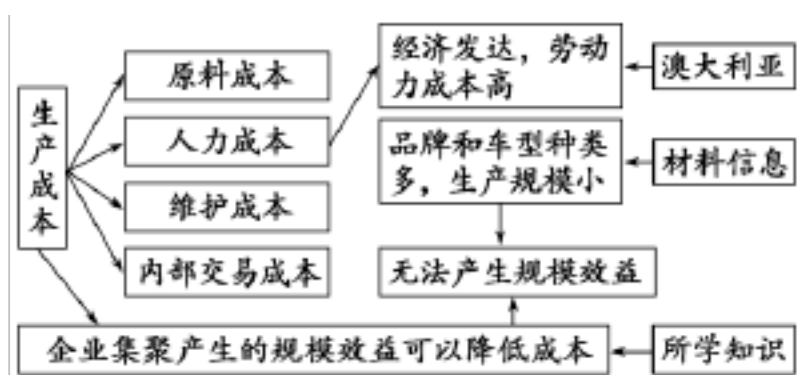 生产成本
原料成本
人力成本
维护成本
内部交易成本
经济发达，劳动
力成本高
澳大利亚
品牌和车型种类
多，生产规模小
材料信息
无法产生规模效益
企业集聚产生的规模效益可以降低成本
所学知识